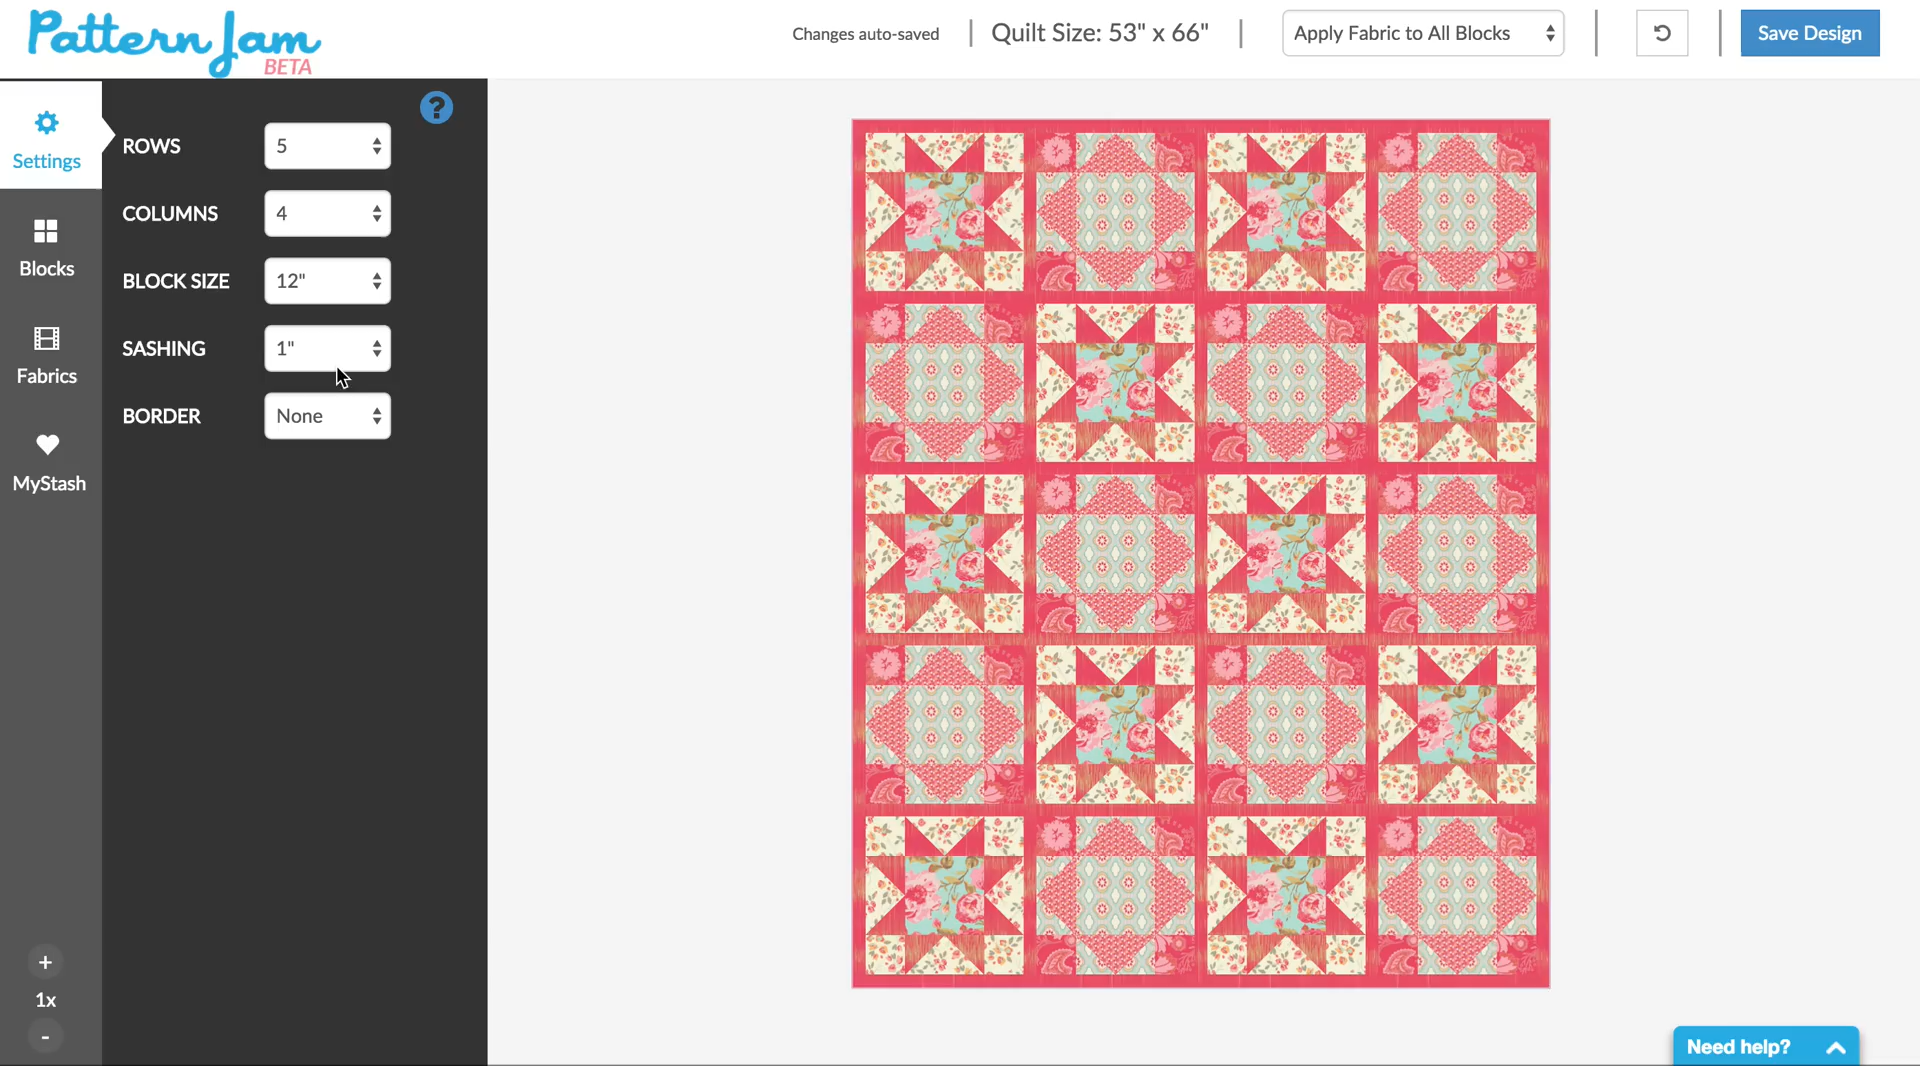 Pattern Jam
BETA
Changes auto-saved
Quilt Size: 53" x 66"
Apply Fabric to All Blocks
Save Design
Settings
Blocks
Fabrics
MyStash
+
1x
-
?
ROWS 5
COLUMNS 4
BLOCK SIZE 12"
SASHING 1"
BORDER None
Need help?